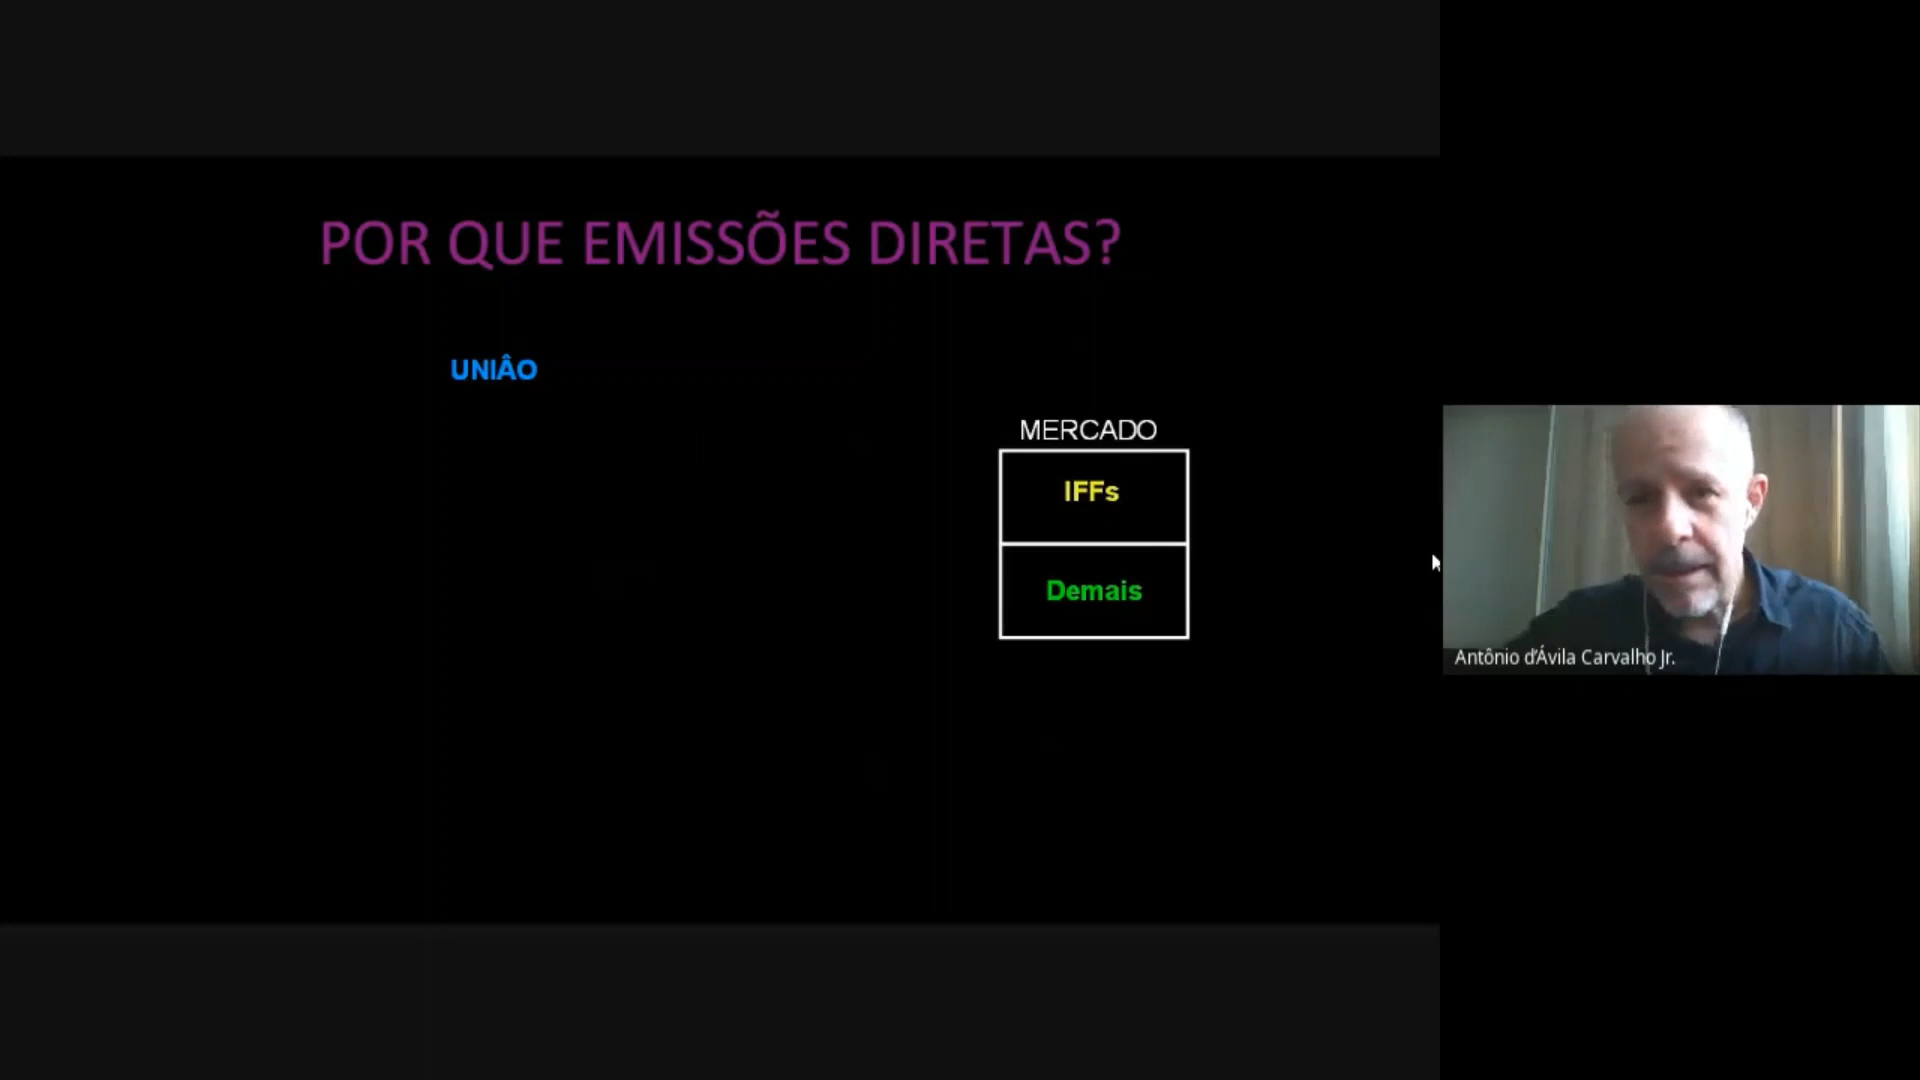 POR QUE EMISSÕES DIRETAS?
UNIÂO
MERCADO
IFFs
Demais
Antônio d'Ávila Carvalho Jr.